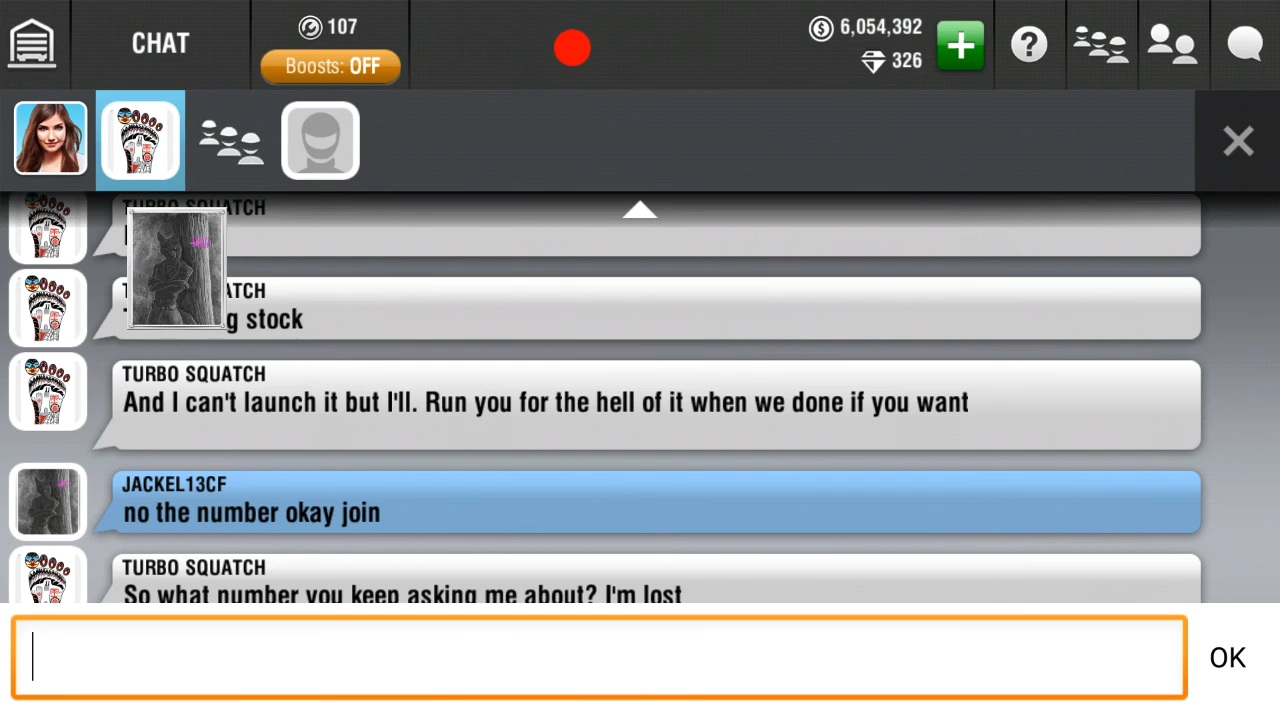 CHAT
107
Boosts: OFF
6,054,392
326
TURBO SQUATCH
ATCH
g stock
TURBO SQUATCH
And I can't launch it but I'll. Run you for the hell of it when we done if you want
JACKEL13CF
no the number okay join
TURBO SQUATCH
So what number you keep asking me about? I'm lost
OK